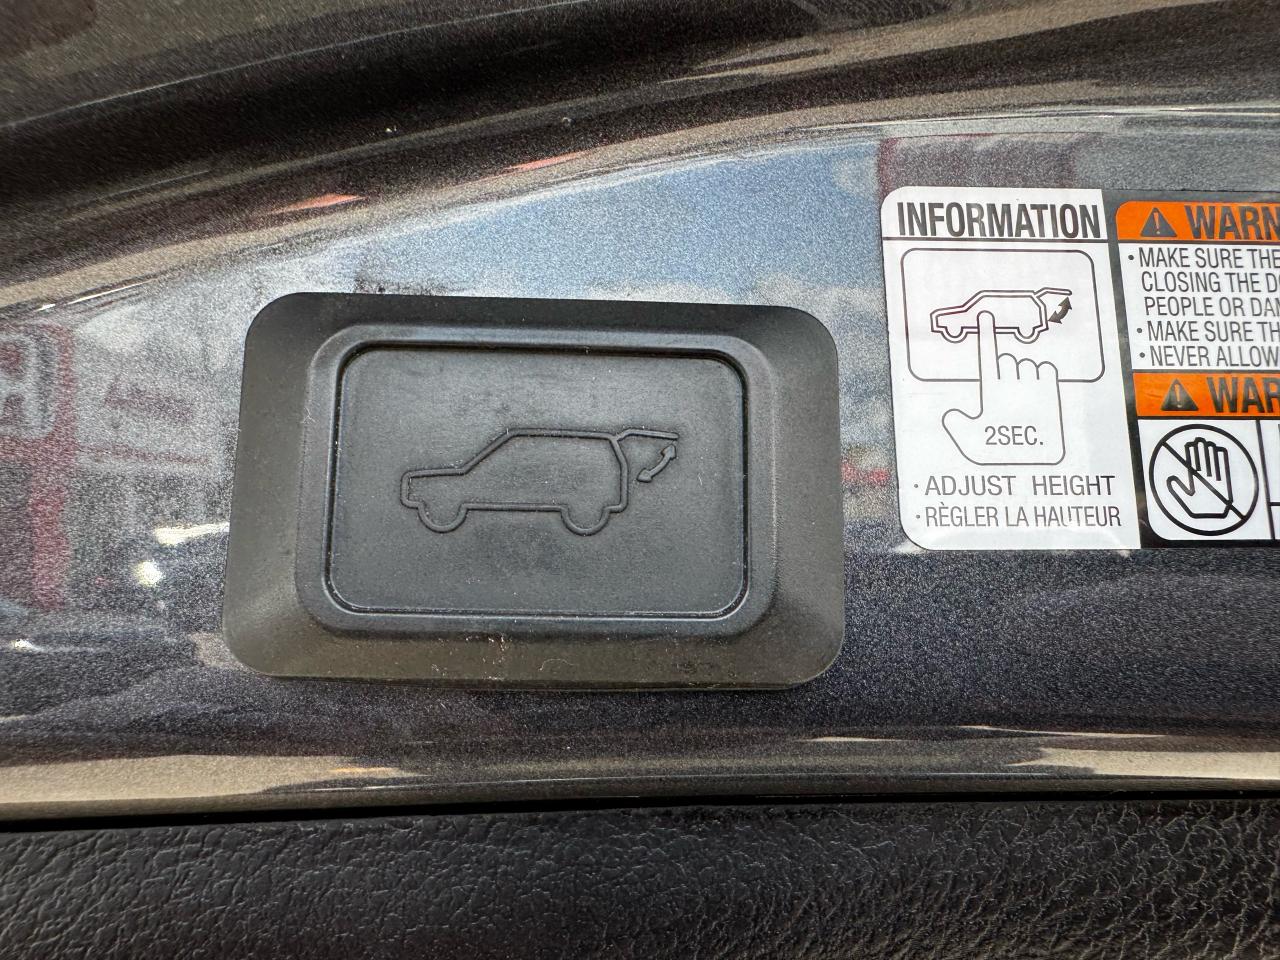 INFORMATION
2SEC.
· ADJUST HEIGHT
· RÈGLER LA HAUTEUR
WARN
· MAKE SURE THE
CLOSING THE D
PEOPLE OR DAM
· MAKE SURE TH
· NEVER ALLOW
WAR